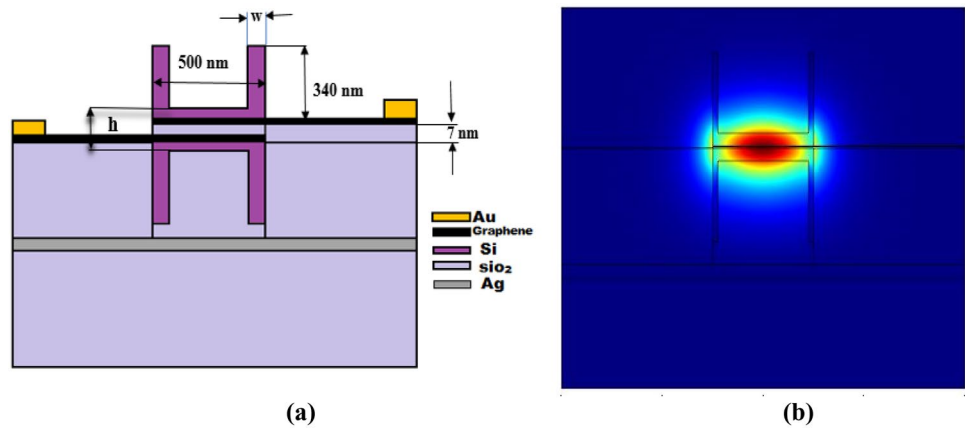 w
500 nm
340 nm
h
7 nm
Au
Graphene
Si
sio₂
Ag
(a)
(b)